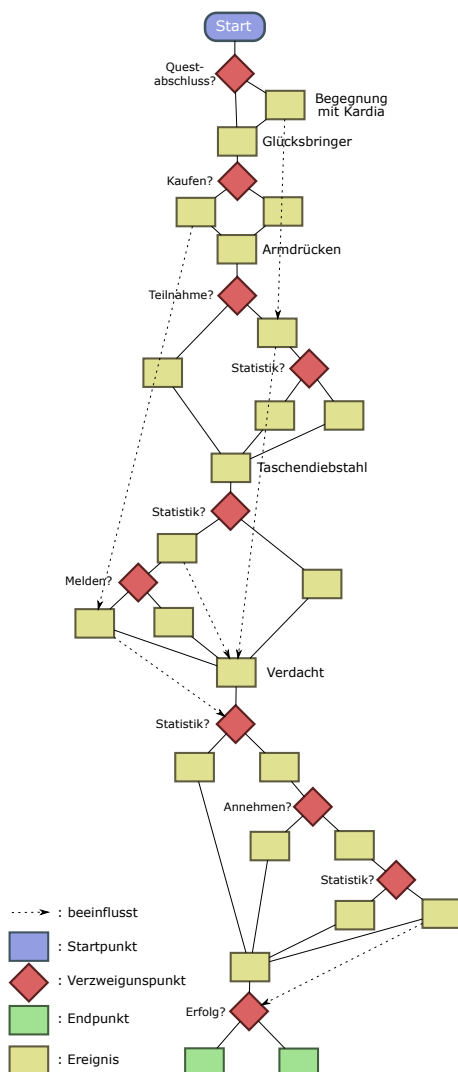 Start
Quest-
abschluss?
Begegnung
mit Kardia
Glücksbringer
Kaufen?
Armdrücken
Teilnahme?
Statistik?
Taschendiebstahl
Statistik?
Melden?
Verdacht
Statistik?
Annehmen?
Statistik?
Erfolg?
: beeinflusst
: Startpunkt
: Verzweigunspunkt
: Endpunkt
: Ereignis